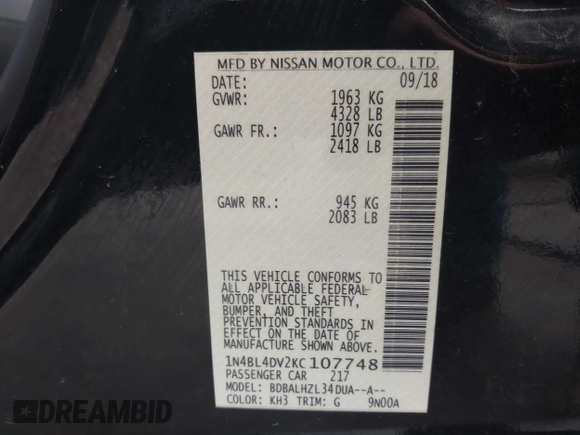 MFD BY NISSAN MOTOR CO., LTD.
DATE: 09/18
GVWR: 1963 KG
4328 LB
GAWR FR.: 1097 KG
2418 LB
GAWR RR.: 945 KG
2083 LB
THIS VEHICLE CONFORMS TO
ALL APPLICABLE FEDERAL
MOTOR VEHICLE SAFETY,
BUMPER, AND THEFT
PREVENTION STANDARDS IN
EFFECT ON THE DATE OF
MANUFACTURE SHOWN ABOVE.
1N4BL4DV2KC107748
PASSENGER CAR 217
MODEL: BDBALHZL34DUA--A--
COLOR: KH3 TRIM: G 9N00A
EPICVIN
DATABASE